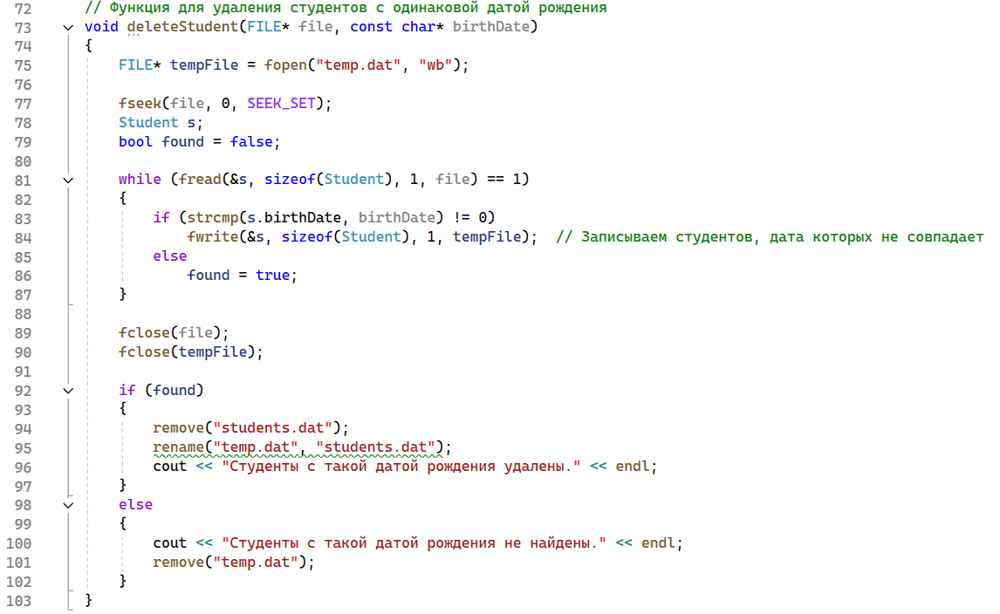 72 // Функция для удаления студентов с одинаковой датой рождения
73 void deleteStudent(FILE* file, const char* birthDate)
74 {
75     FILE* tempFile = fopen("temp.dat", "wb");
76
77     fseek(file, 0, SEEK_SET);
78     Student s;
79     bool found = false;
80
81     while (fread(&s, sizeof(Student), 1, file) == 1)
82     {
83         if (strcmp(s.birthDate, birthDate) != 0)
84             fwrite(&s, sizeof(Student), 1, tempFile);  // Записываем студентов, дата которых не совпадает
85         else
86             found = true;
87     }
88
89     fclose(file);
90     fclose(tempFile);
91
92     if (found)
93     {
94         remove("students.dat");
95         rename("temp.dat", "students.dat");
96         cout << "Студенты с такой датой рождения удалены." << endl;
97     }
98     else
99     {
100         cout << "Студенты с такой датой рождения не найдены." << endl;
101         remove("temp.dat");
102     }
103 }